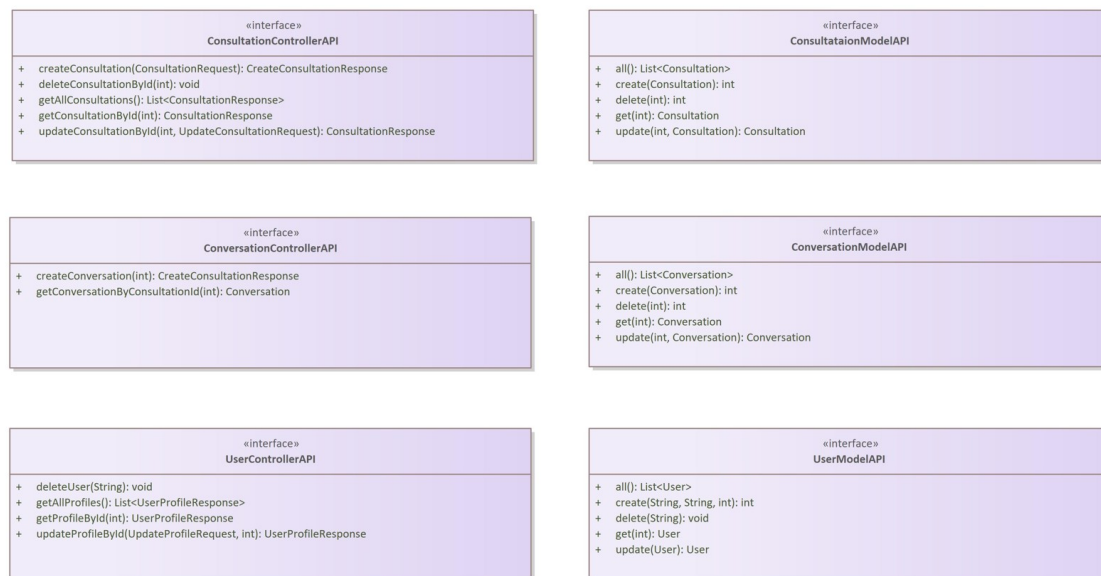 «interface»
ConsultationControllerAPI
+ createConsultation(ConsultationRequest): CreateConsultationResponse
+ deleteConsultationById(int): void
+ getAllConsultations(): List<ConsultationResponse>
+ getConsultationById(int): ConsultationResponse
+ updateConsultationById(int, UpdateConsultationRequest): ConsultationResponse
«interface»
ConsultataionModelAPI
+ all(): List<Consultation>
+ create(Consultation): int
+ delete(int): int
+ get(int): Consultation
+ update(int, Consultation): Consultation
«interface»
ConversationControllerAPI
+ createConversation(int): CreateConsultationResponse
+ getConversationByConsultationId(int): Conversation
«interface»
ConversationModelAPI
+ all(): List<Conversation>
+ create(Conversation): int
+ delete(int): int
+ get(int): Conversation
+ update(int, Conversation): Conversation
«interface»
UserControllerAPI
+ deleteUser(String): void
+ getAllProfiles(): List<UserProfileResponse>
+ getProfileById(int): UserProfileResponse
+ updateProfileById(UpdateProfileRequest, int): UserProfileResponse
«interface»
UserModelAPI
+ all(): List<User>
+ create(String, String, int): int
+ delete(String): void
+ get(int): User
+ update(User): User